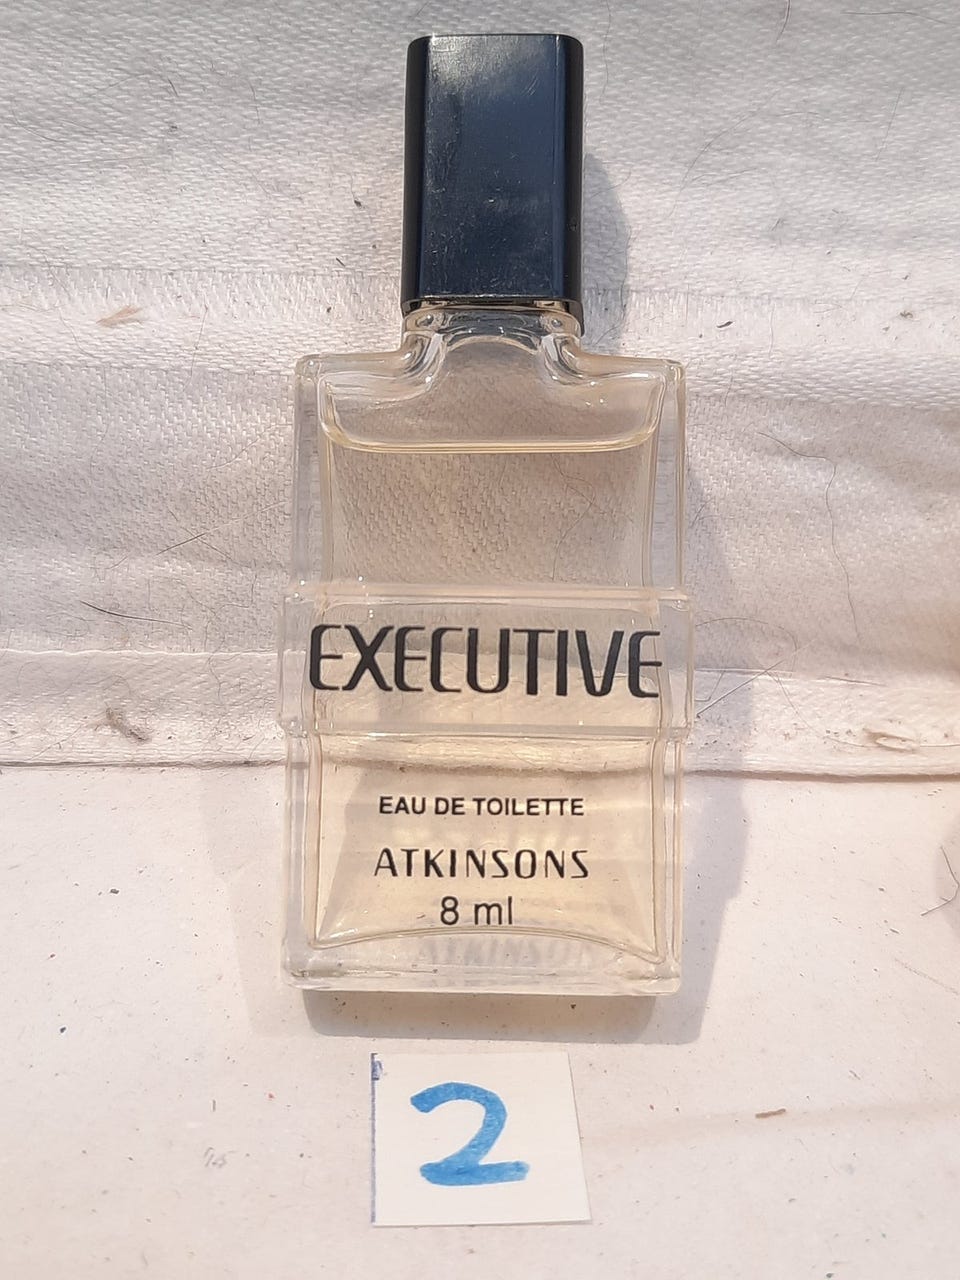 EXECUTIVE
EAU DE TOILETTE
ATKINSONS
8 ml
2